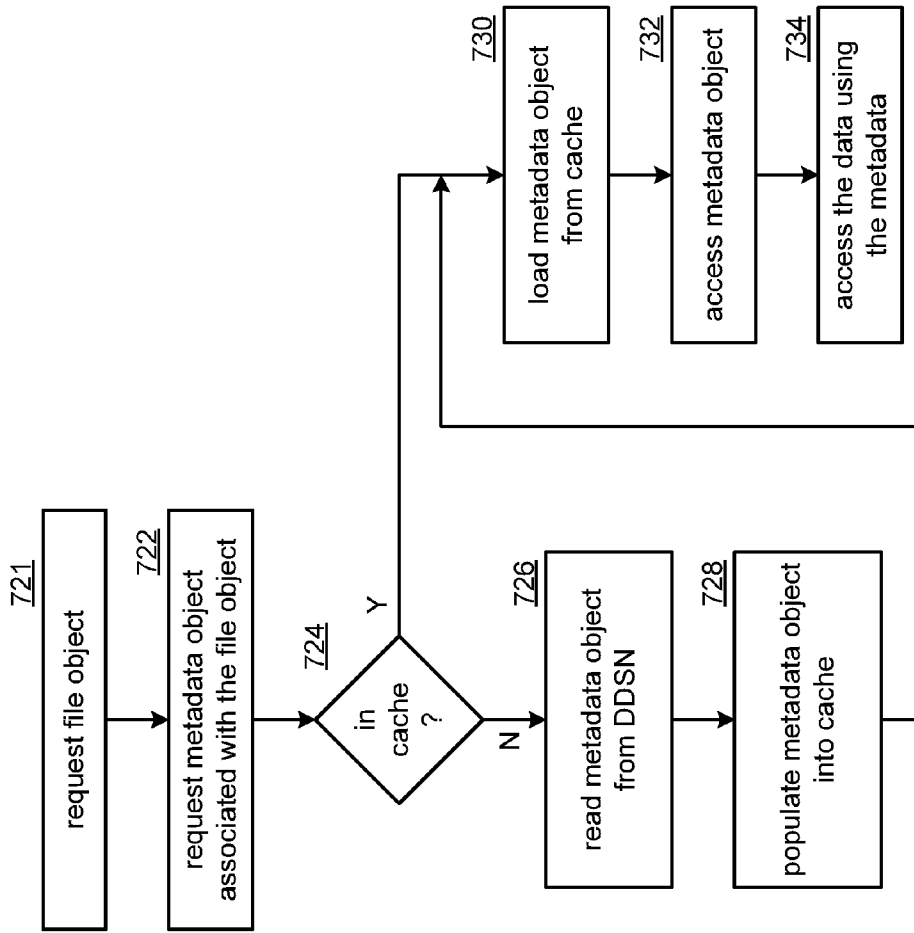 721
request file object
722
request metadata object
associated with the file object
724
in
cache
?
Y
N
726
read metadata object
from DDSN
728
populate metadata object
into cache
730
load metadata object
from cache
732
access metadata object
734
access the data using
the metadata